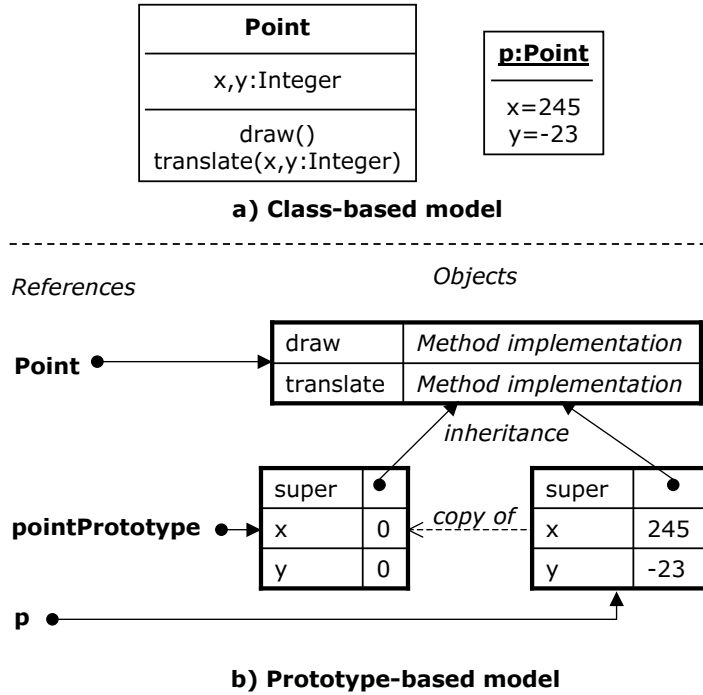 Point
x,y:Integer
draw()
translate(x,y:Integer)
p:Point
x=245
y=-23
a) Class-based model
References
Objects
Point
draw Method implementation
translate Method implementation
inheritance
pointPrototype
super
x 0
y 0
copy of
super
x 245
y -23
p
b) Prototype-based model